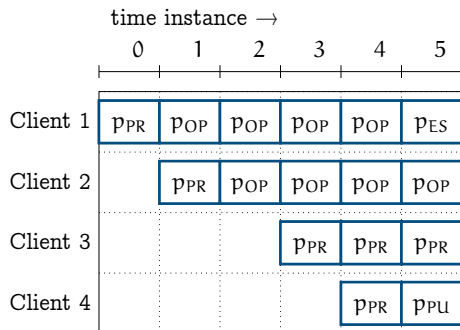 time instance →
0 1 2 3 4 5
Client 1 pPR pOP pOP pOP pOP pES
Client 2 pPR pOP pOP pOP pOP
Client 3 pPR pPR pPR
Client 4 pPR pPU